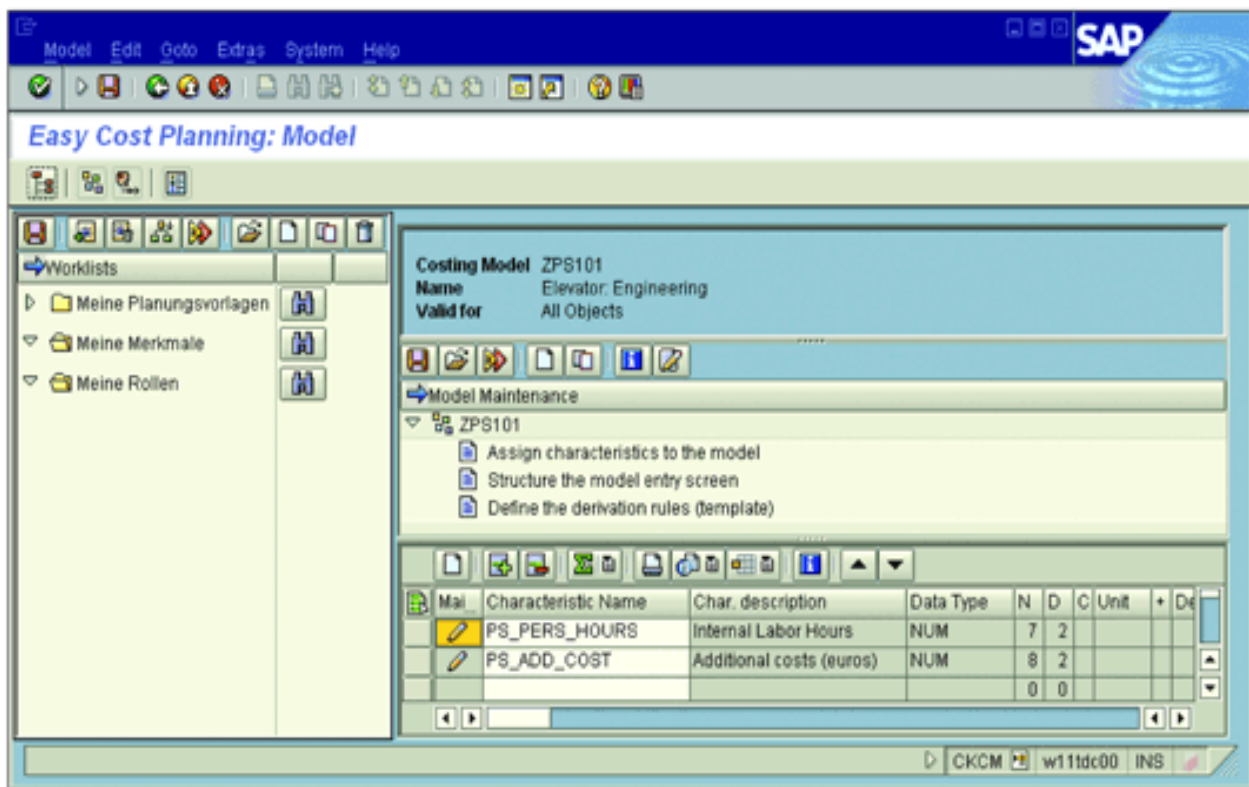 Model Edit Goto Extras System Help
SAP
Easy Cost Planning: Model
Worklists
Meine Planungsvorlagen
Meine Merkmale
Meine Rollen
Costing Model ZPS101
Name Elevator: Engineering
Valid for All Objects
Model Maintenance
ZPS101
Assign characteristics to the model
Structure the model entry screen
Define the derivation rules (template)
Mai... Characteristic Name Char. description Data Type N D C Unit + De
PS_PERS_HOURS Internal Labor Hours NUM 7 2
PS_ADD_COST Additional costs (euros) NUM 8 2
0 0
CKCM w11tdc00 INS